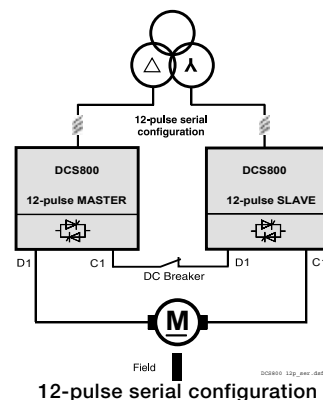 12-pulse serial
configuration
DCS800
12-pulse MASTER
DCS800
12-pulse SLAVE
D1
C1
D1
C1
DC Breaker
M
Field
DCS800 12p_ser.dsf
12-pulse serial configuration